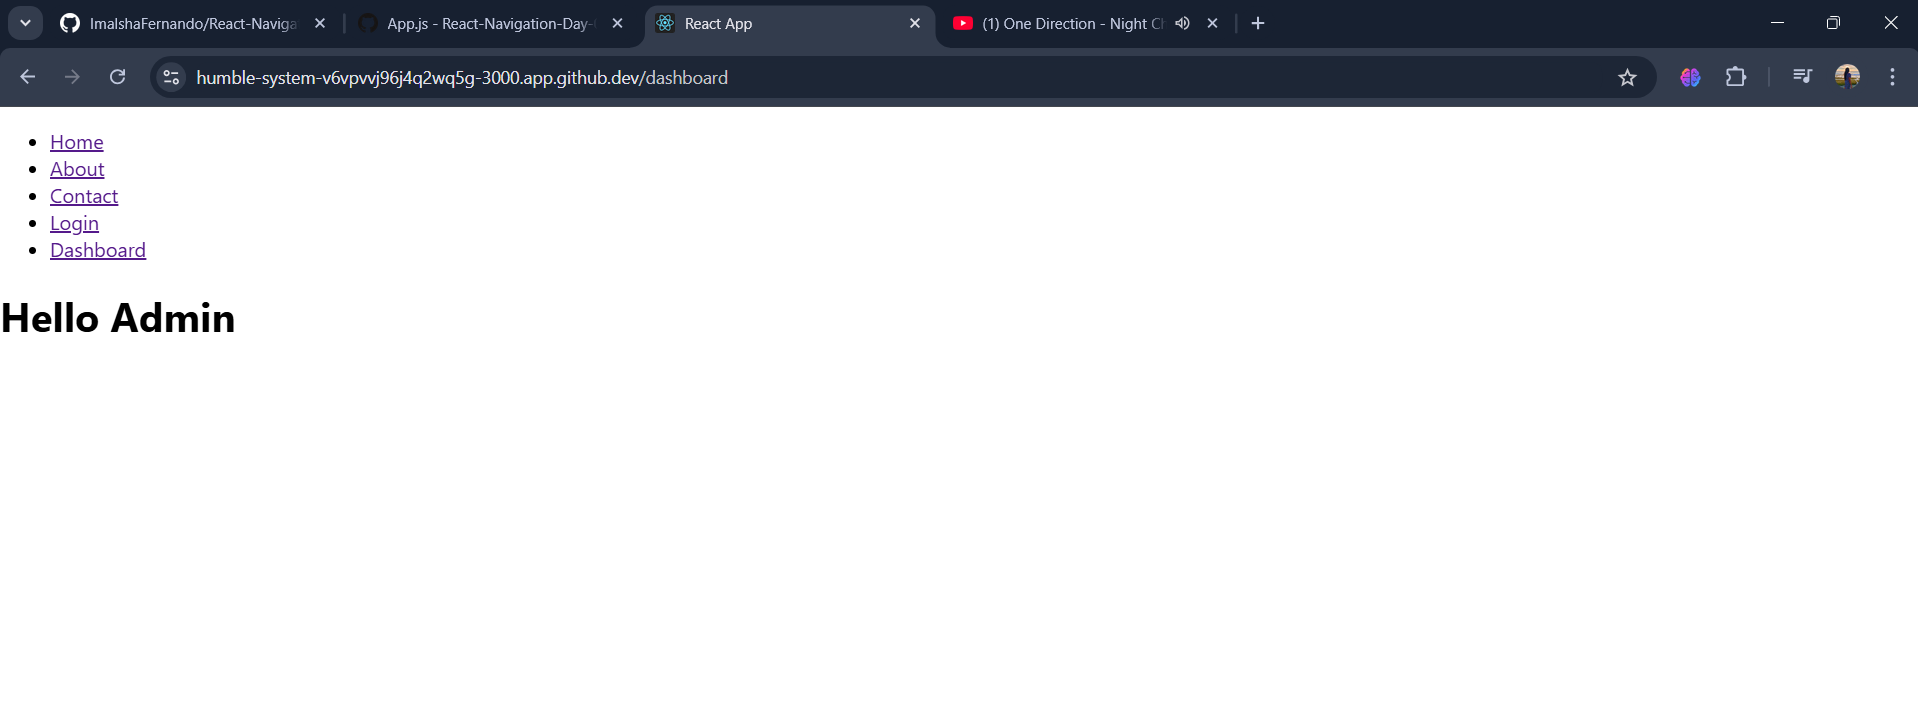 ImalshaFernando/React-Naviga
App.js - React-Navigation-Day-
React App
(1) One Direction - Night Ch
humble-system-v6vpvvj96j4q2wq5g-3000.app.github.dev/dashboard
Home
About
Contact
Login
Dashboard
Hello Admin